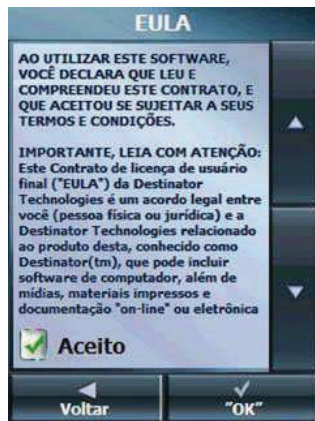 EULA
AO UTILIZAR ESTE SOFTWARE,
VOCÊ DECLARA QUE LEU E
COMPREENDEU ESTE CONTRATO, E
QUE ACEITOU SE SUJEITAR A SEUS
TERMOS E CONDIÇÕES.
IMPORTANTE, LEIA COM ATENÇÃO:
Este Contrato de licença de usuário
final ("EULA") da Destinator
Technologies é um acordo legal entre
você (pessoa física ou jurídica) e a
Destinator Technologies relacionado
ao produto desta, conhecido como
Destinator(tm), que pode incluir
software de computador, além de
mídias, materiais impressos e
documentação "on-line" ou eletrônica
Aceito
Voltar
"OK"